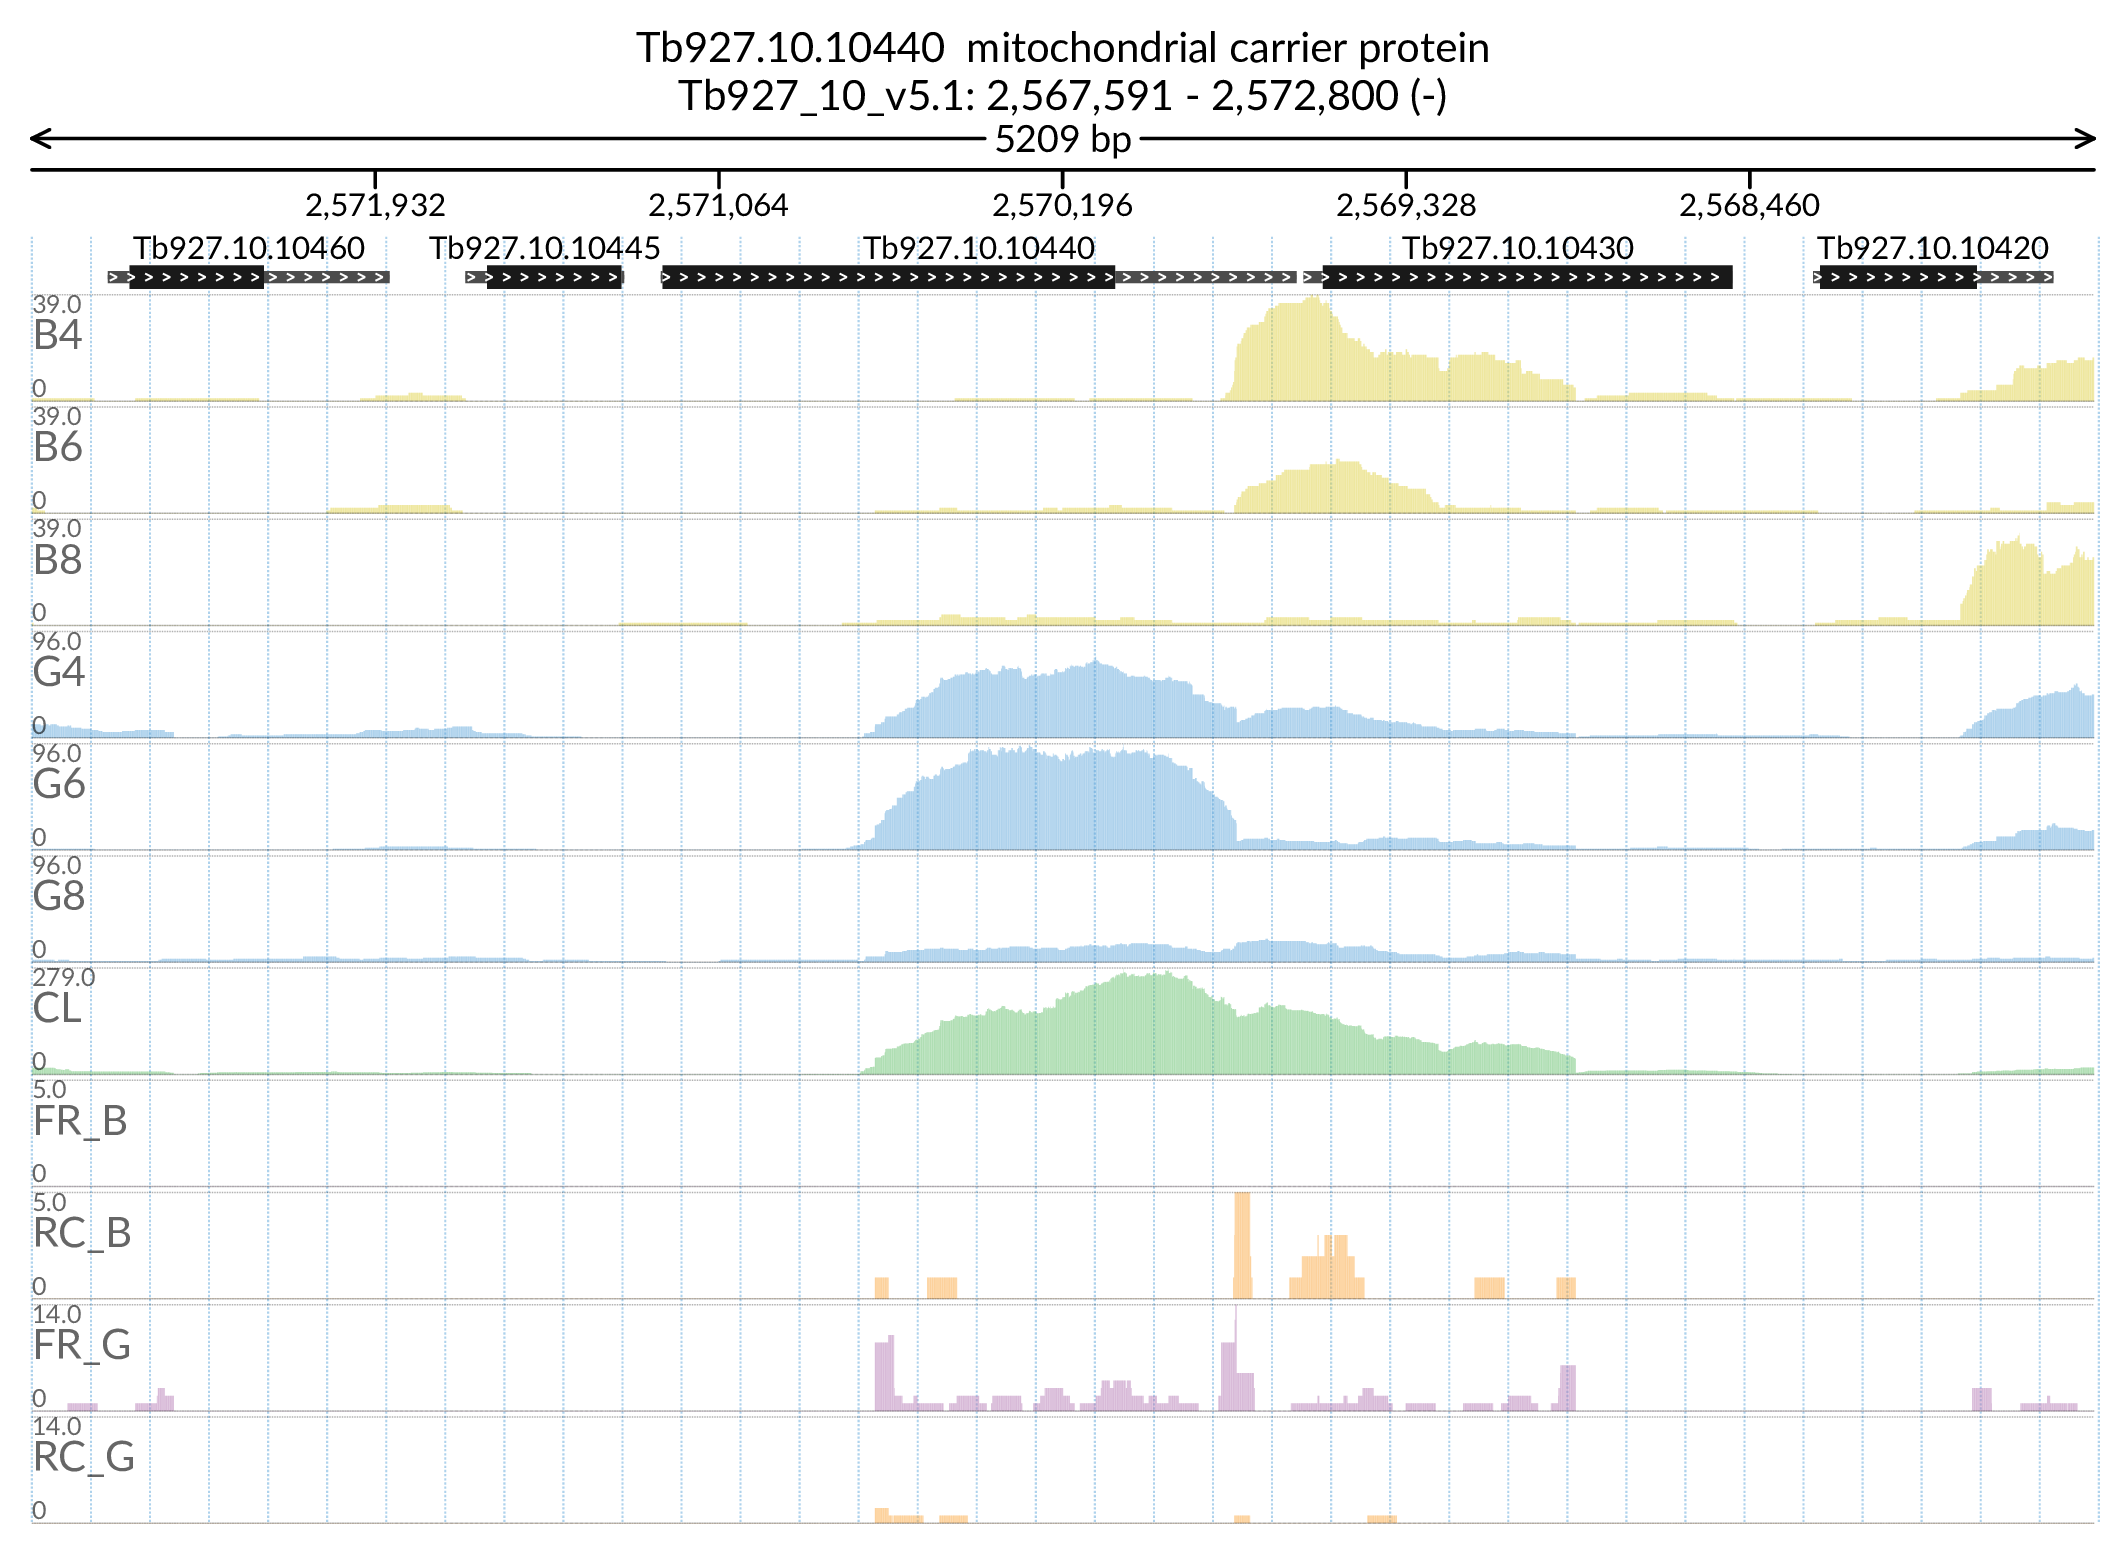 Tb927.10.10440 mitochondrial carrier protein
Tb927_10_v5.1: 2,567,591 - 2,572,800 (-)
5209 bp
2,571,932 2,571,064 2,570,196 2,569,328 2,568,460
Tb927.10.10460 Tb927.10.10445 Tb927.10.10440 Tb927.10.10430 Tb927.10.10420
39.0
B4
0
39.0
B6
0
39.0
B8
0
96.0
G4
0
96.0
G6
0
96.0
G8
0
279.0
CL
0
5.0
FR_B
0
5.0
RC_B
0
14.0
FR_G
0
14.0
RC_G
0